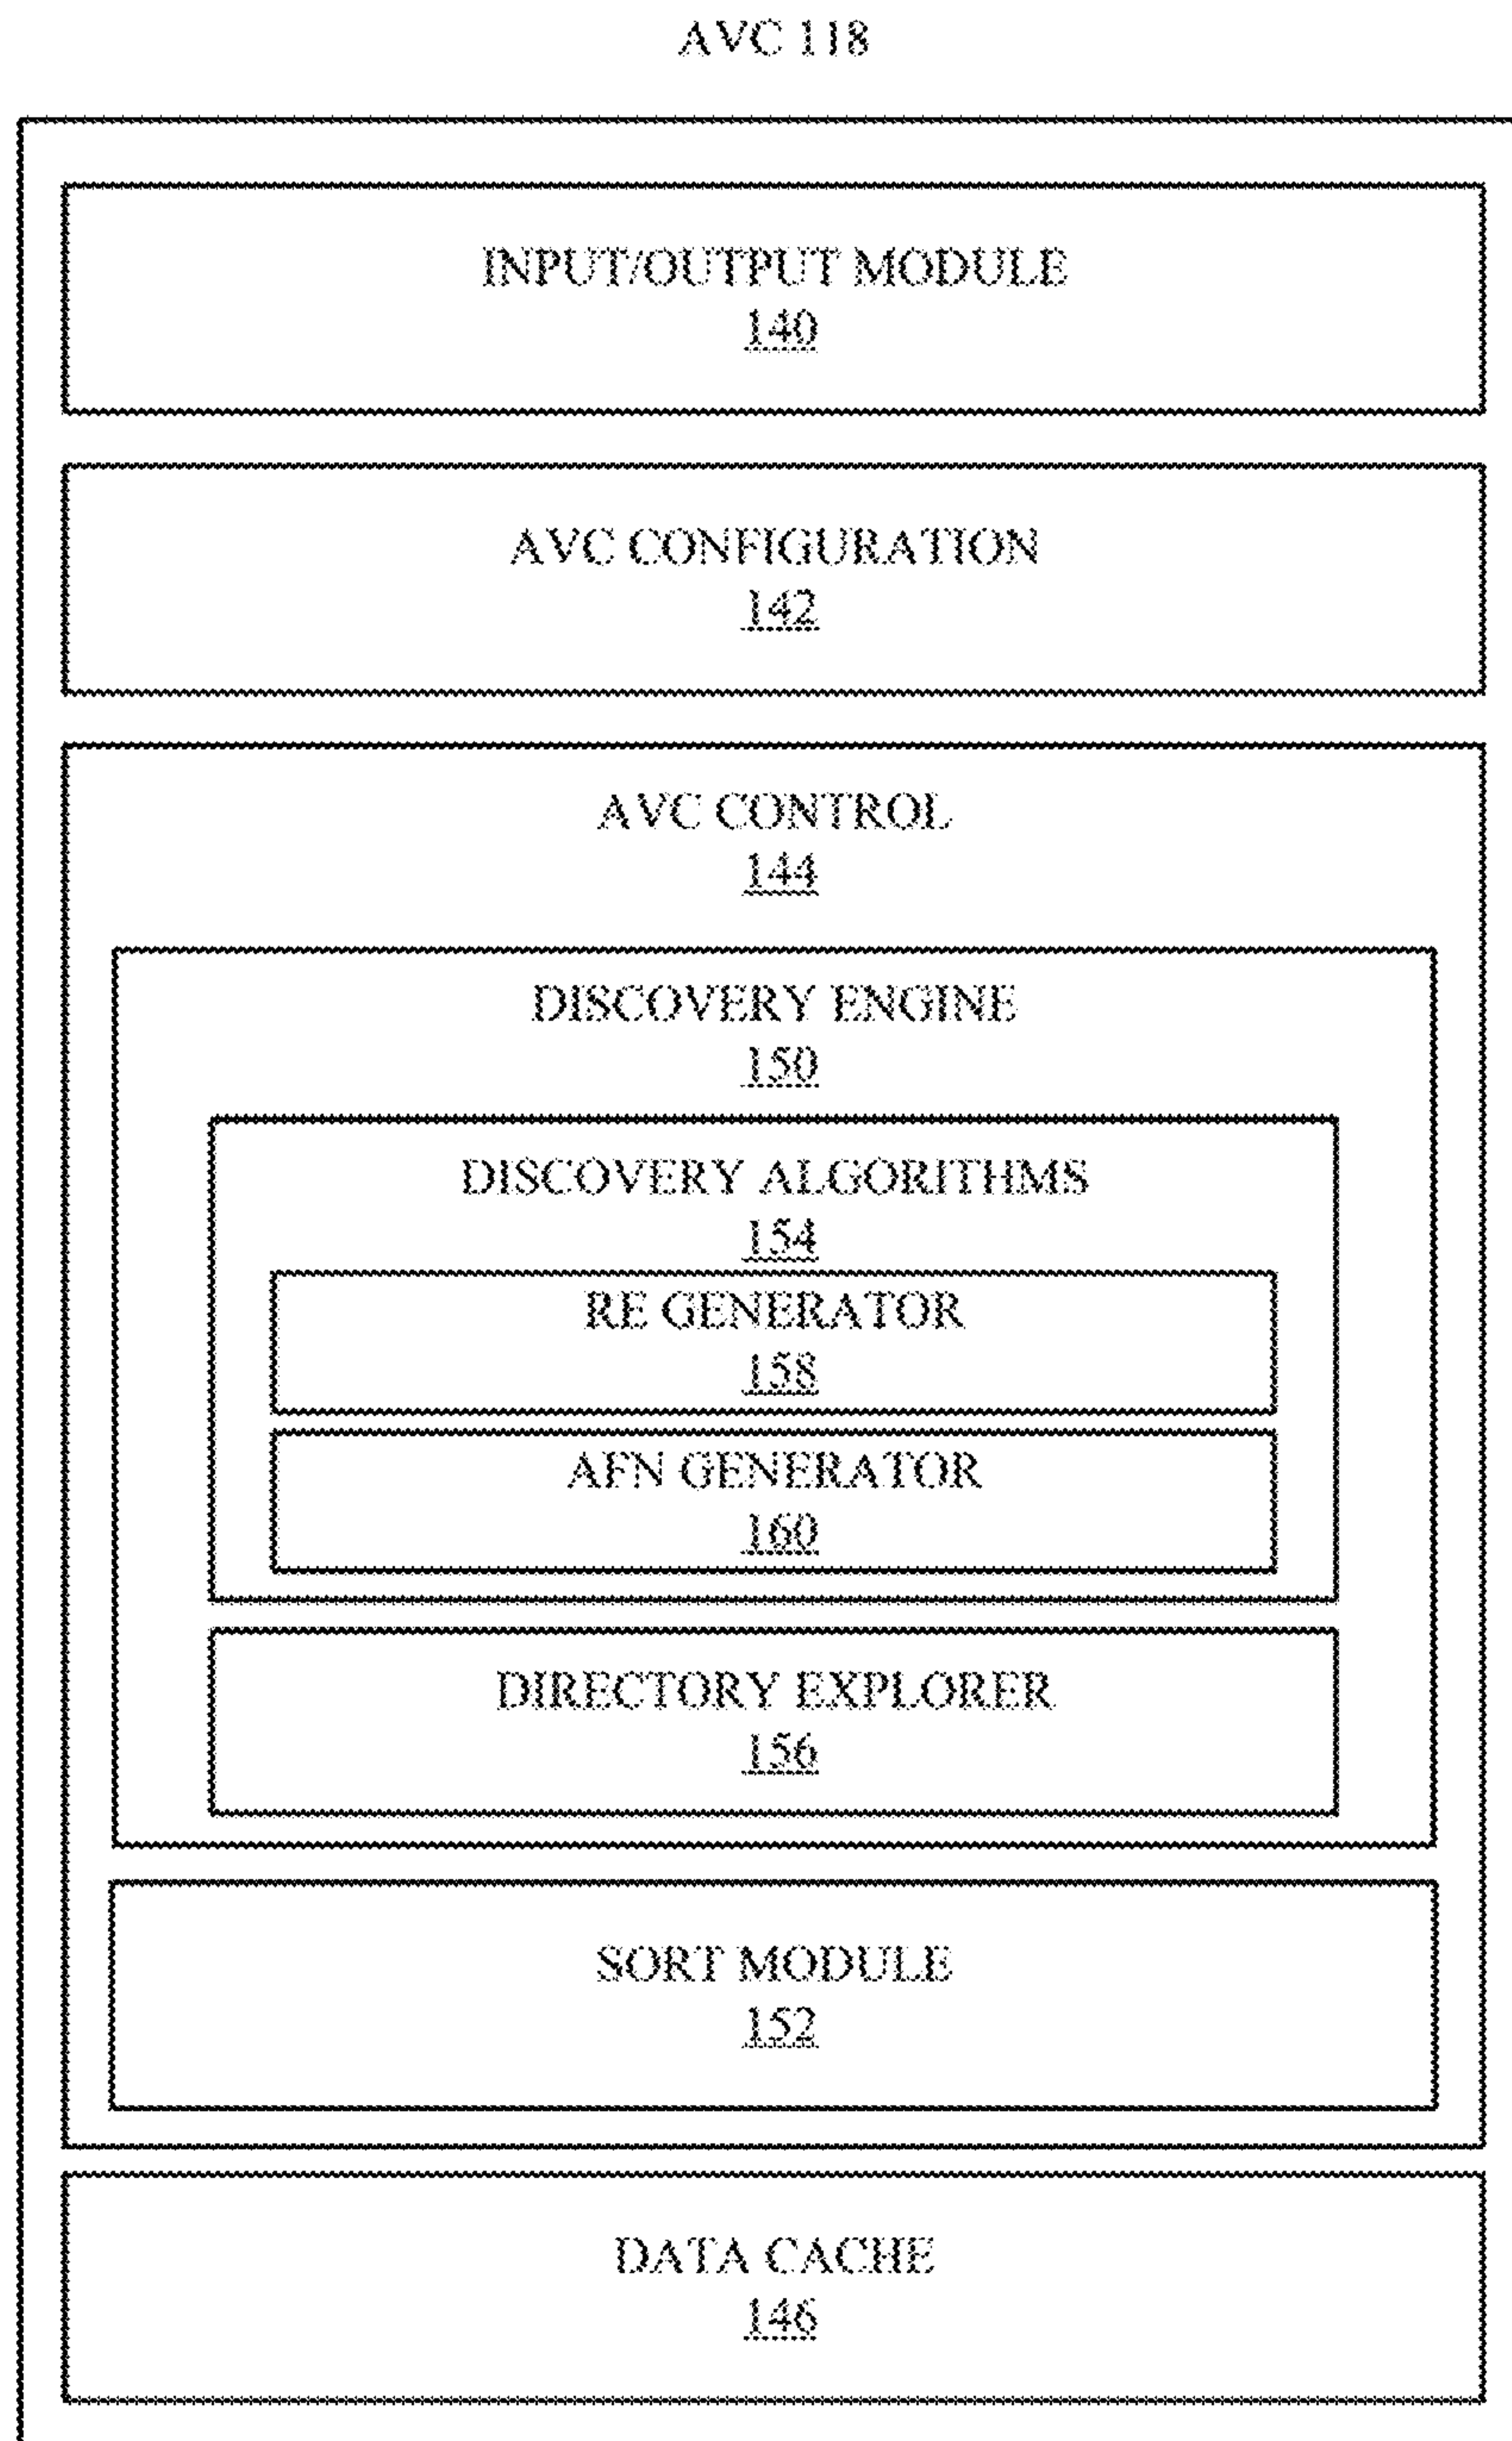 AVC 118
INPUT/OUTPUT MODULE
140
AVC CONFIGURATION
142
AVC CONTROL
144
DISCOVERY ENGINE
150
DISCOVERY ALGORITHMS
154
RE GENERATOR
158
AFN GENERATOR
160
DIRECTORY EXPLORER
156
SORT MODULE
152
DATA CACHE
146